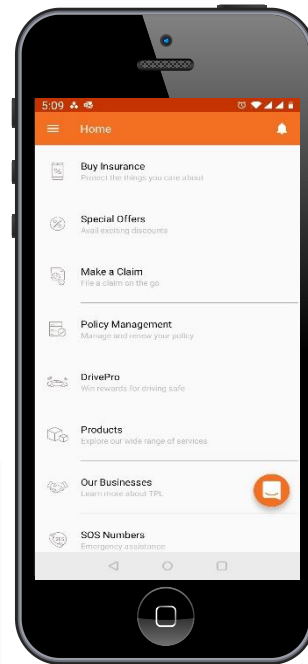 5:09
Home
Buy Insurance
Protect the things you care about
Special Offers
Avail exciting discounts
Make a Claim
File a claim on the go
Policy Management
Manage and renew your policy
DrivePro
Win rewards for driving safe
Products
Explore our wide range of services
Our Businesses
Learn more about TPL
SOS Numbers
Emergency assistance